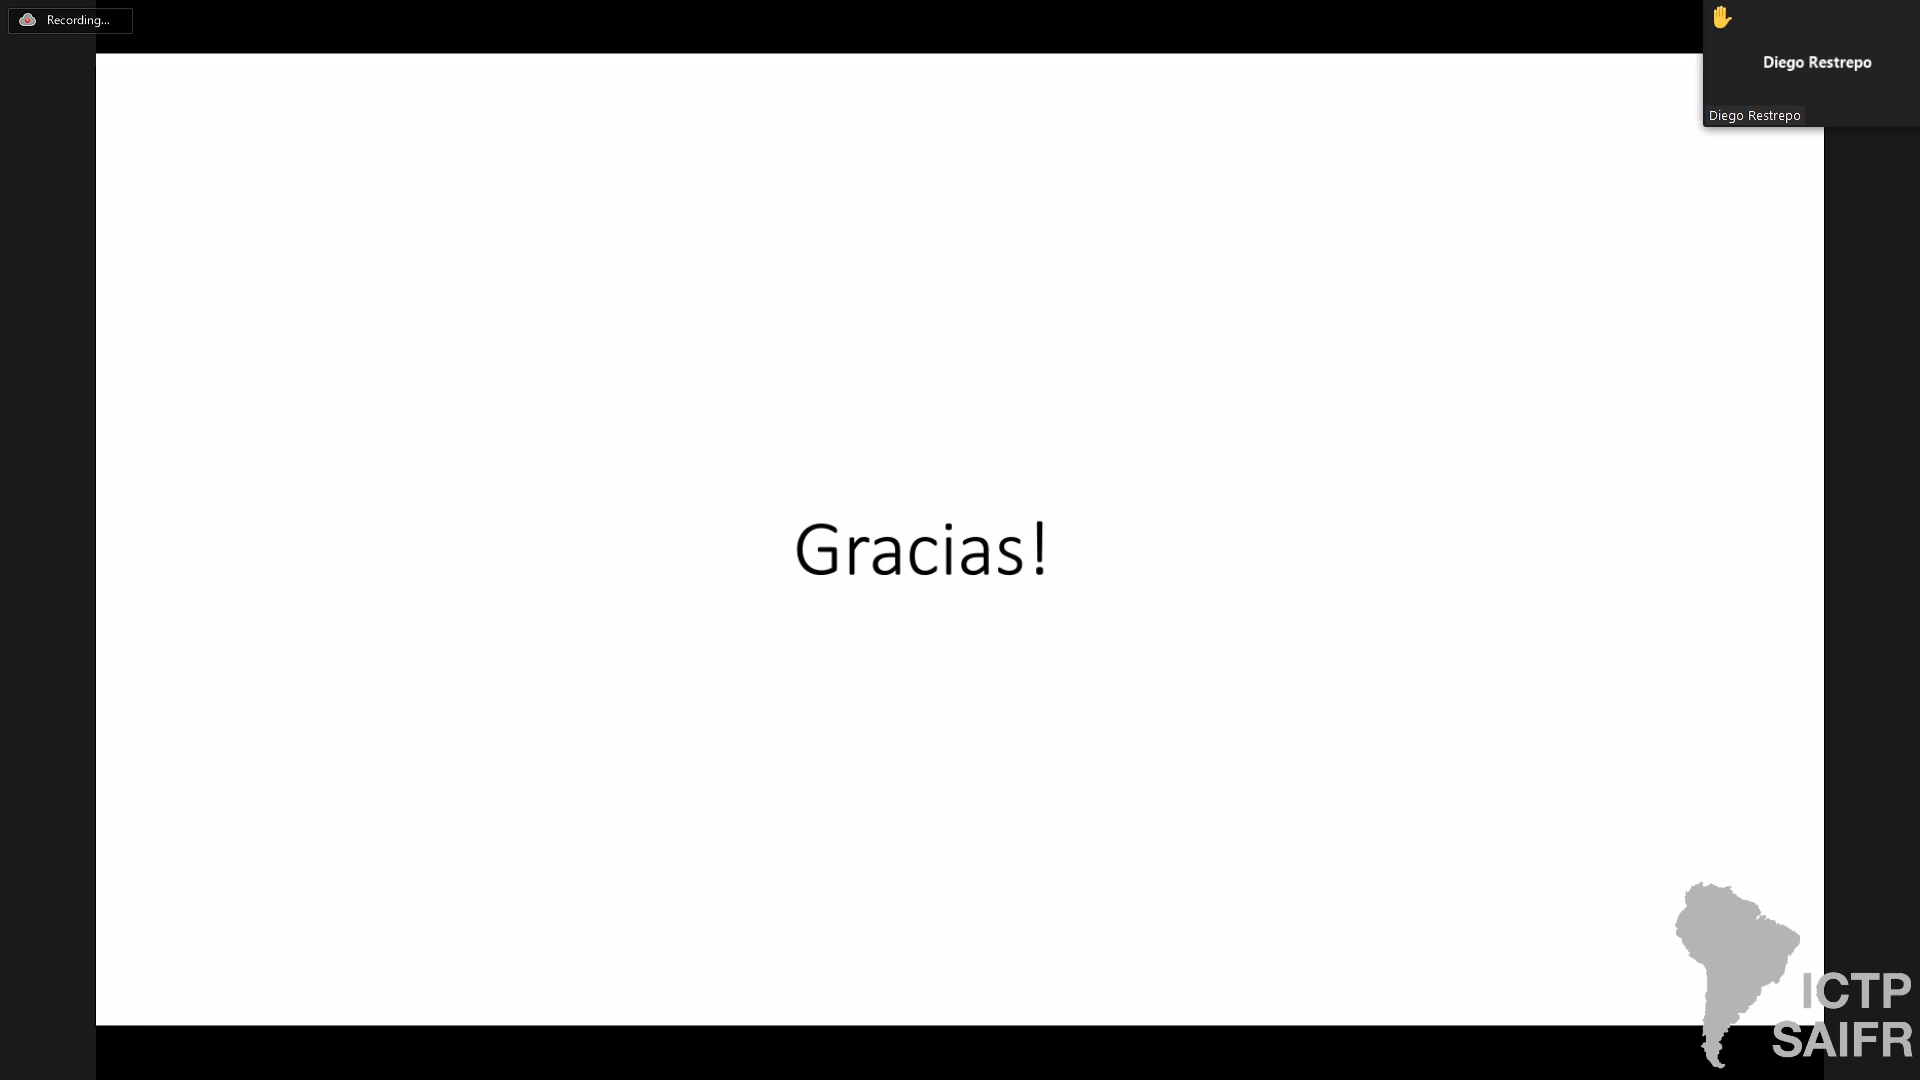 Recording...
Diego Restrepo
Diego Restrepo
Gracias!
ICTP
SAIFR